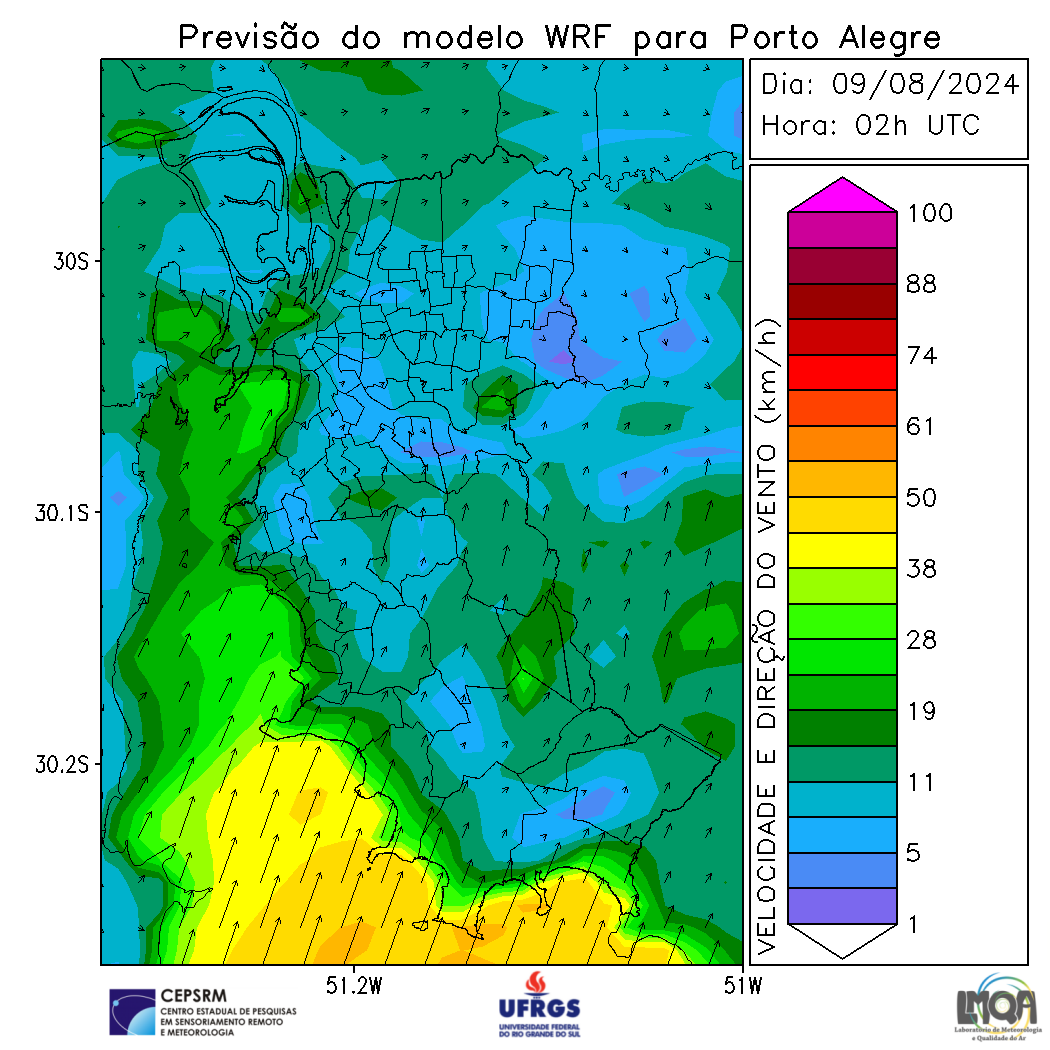 Previsão do modelo WRF para Porto Alegre
Dia: 09/08/2024
Hora: 02h UTC
30S
30.1S
30.2S
51.2W
51W
VELOCIDADE E DIREÇÃO DO VENTO (km/h)
100
88
74
61
50
38
28
19
11
5
1
CEPSRM
CENTRO ESTADUAL DE PESQUISAS
EM SENSORIAMENTO REMOTO
E METEOROLOGIA
UFRGS
UNIVERSIDADE FEDERAL
DO RIO GRANDE DO SUL
LMQA
Laboratório de Meteorologia
e Qualidade do Ar